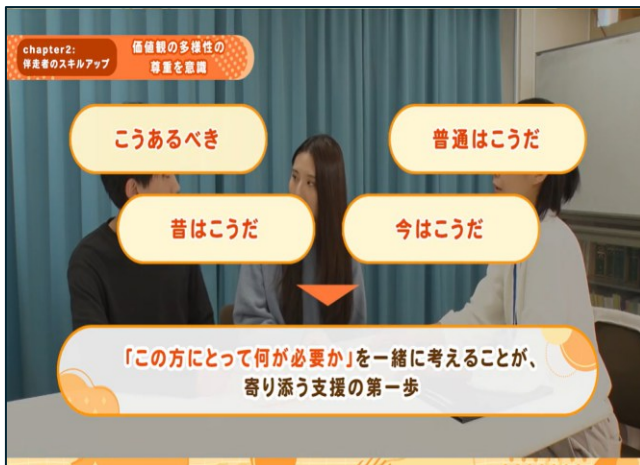 chapter2:
伴走者のスキルアップ
価値観の多様性の
尊重を意識
こうあるべき
普通はこうだ
昔はこうだ
今はこうだ
「この方にとって何が必要か」を一緒に考えることが、
寄り添う支援の第一歩